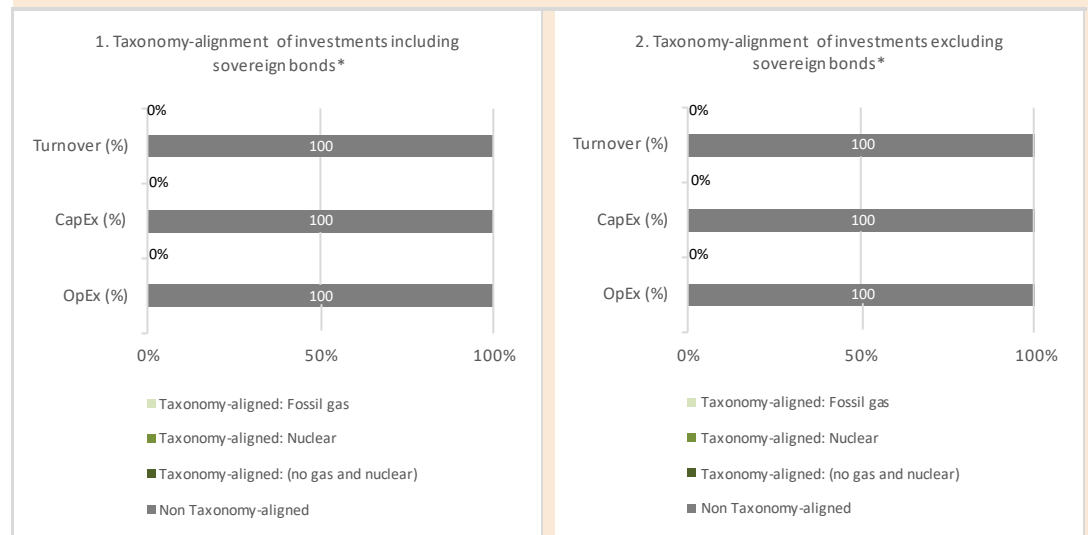 1. Taxonomy-alignment of investments including
sovereign bonds*
0%
Turnover (%)
100
0%
CapEx (%)
100
0%
OpEx (%)
100
0%
50%
100%
Taxonomy-aligned: Fossil gas
Taxonomy-aligned: Nuclear
Taxonomy-aligned: (no gas and nuclear)
Non Taxonomy-aligned
2. Taxonomy-alignment of investments excluding
sovereign bonds*
0%
Turnover (%)
100
0%
CapEx (%)
100
0%
OpEx (%)
100
0%
50%
100%
Taxonomy-aligned: Fossil gas
Taxonomy-aligned: Nuclear
Taxonomy-aligned: (no gas and nuclear)
Non Taxonomy-aligned